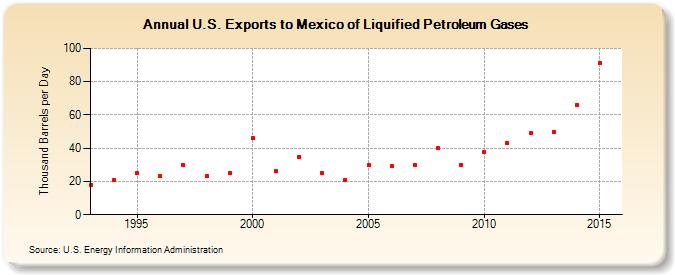 Annual U.S. Exports to Mexico of Liquified Petroleum Gases
Thousand Barrels per Day
100
80
60
40
20
0
1995 2000 2005 2010 2015
Source: U.S. Energy Information Administration